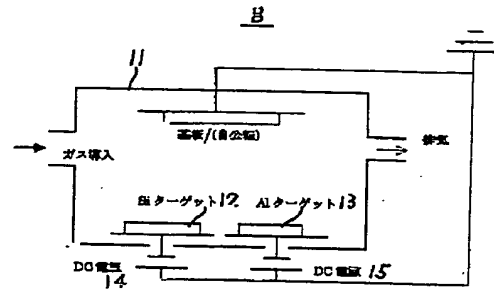 B
11
基板/(自公転)
ガス導入
排気
Siターゲット12
Alターゲット13
DC電源
14
DC電源 15